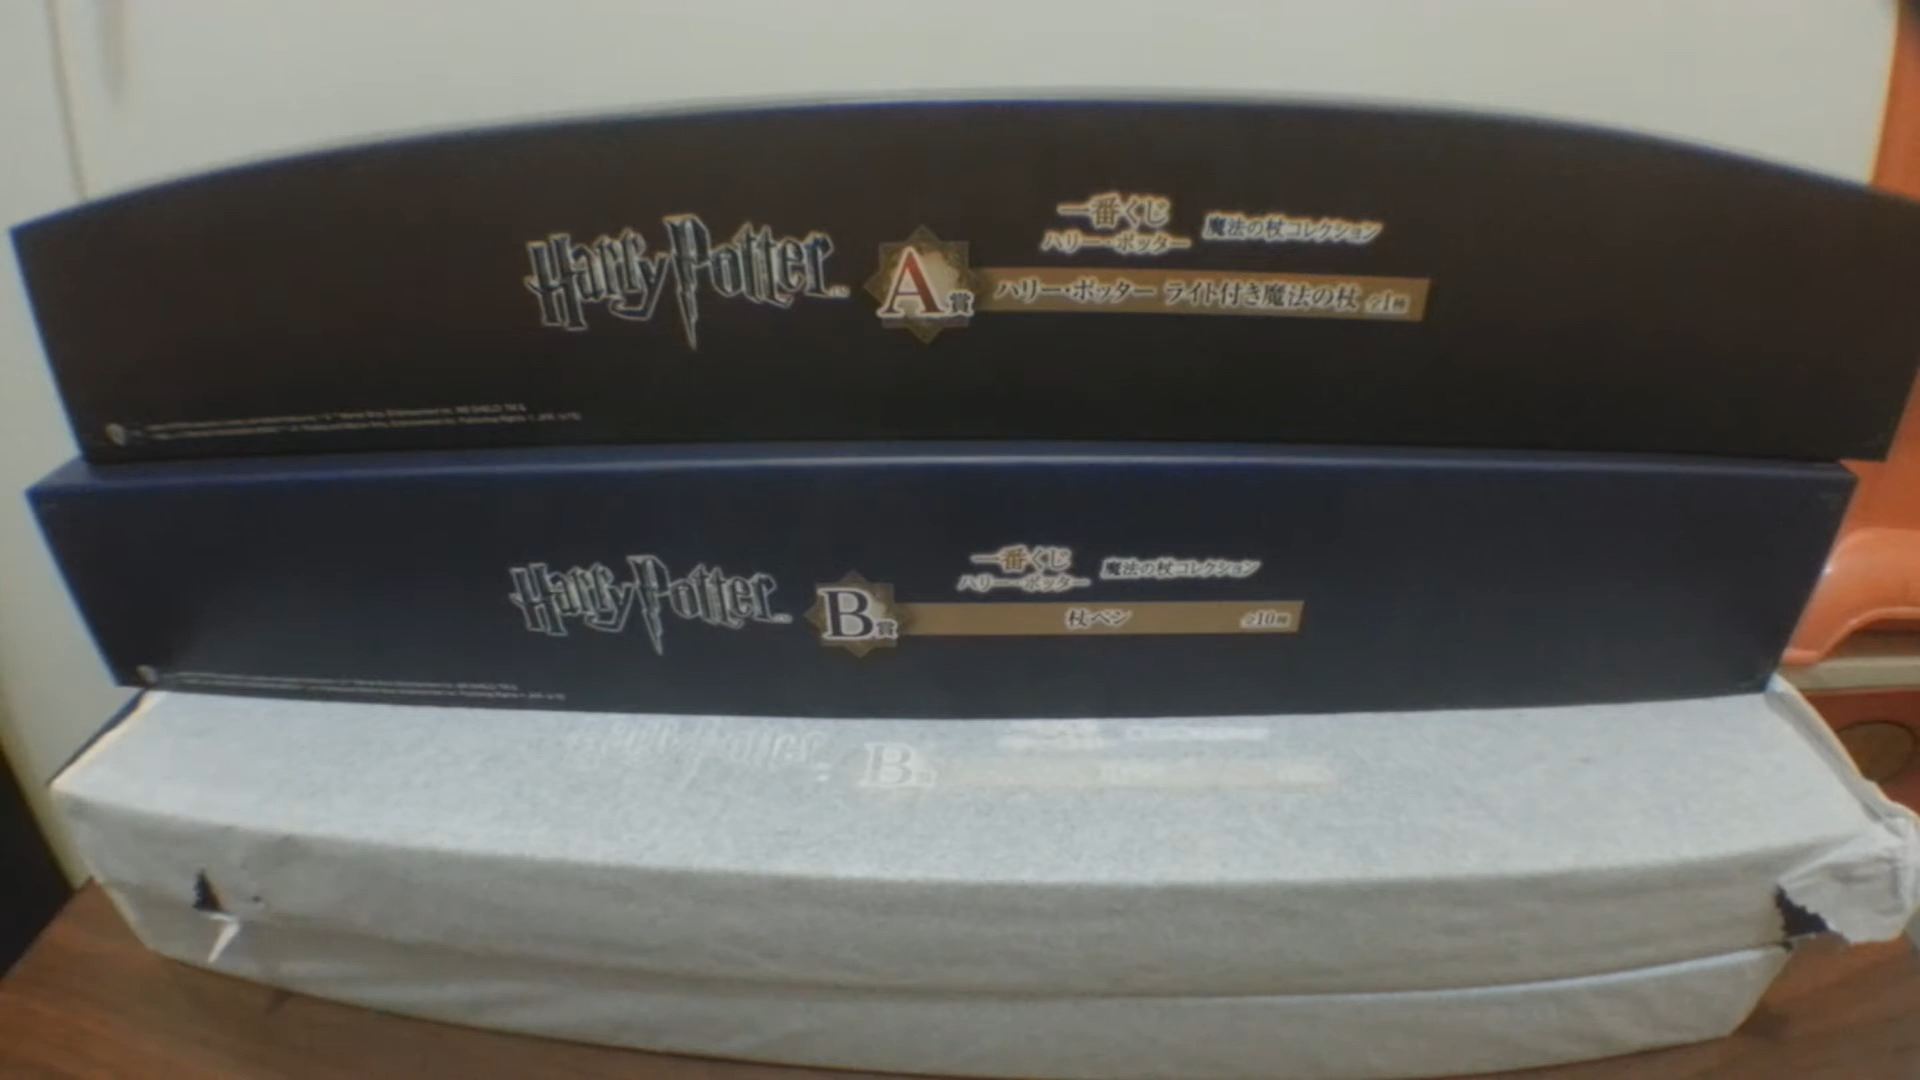 一番くじ
ハリー・ポッター 魔法の杖コレクション
Harry Potter
A賞
ハリー・ポッター ライト付き魔法の杖 全1種
一番くじ
ハリー・ポッター 魔法の杖コレクション
Harry Potter
B賞
杖ペン 全10種
B